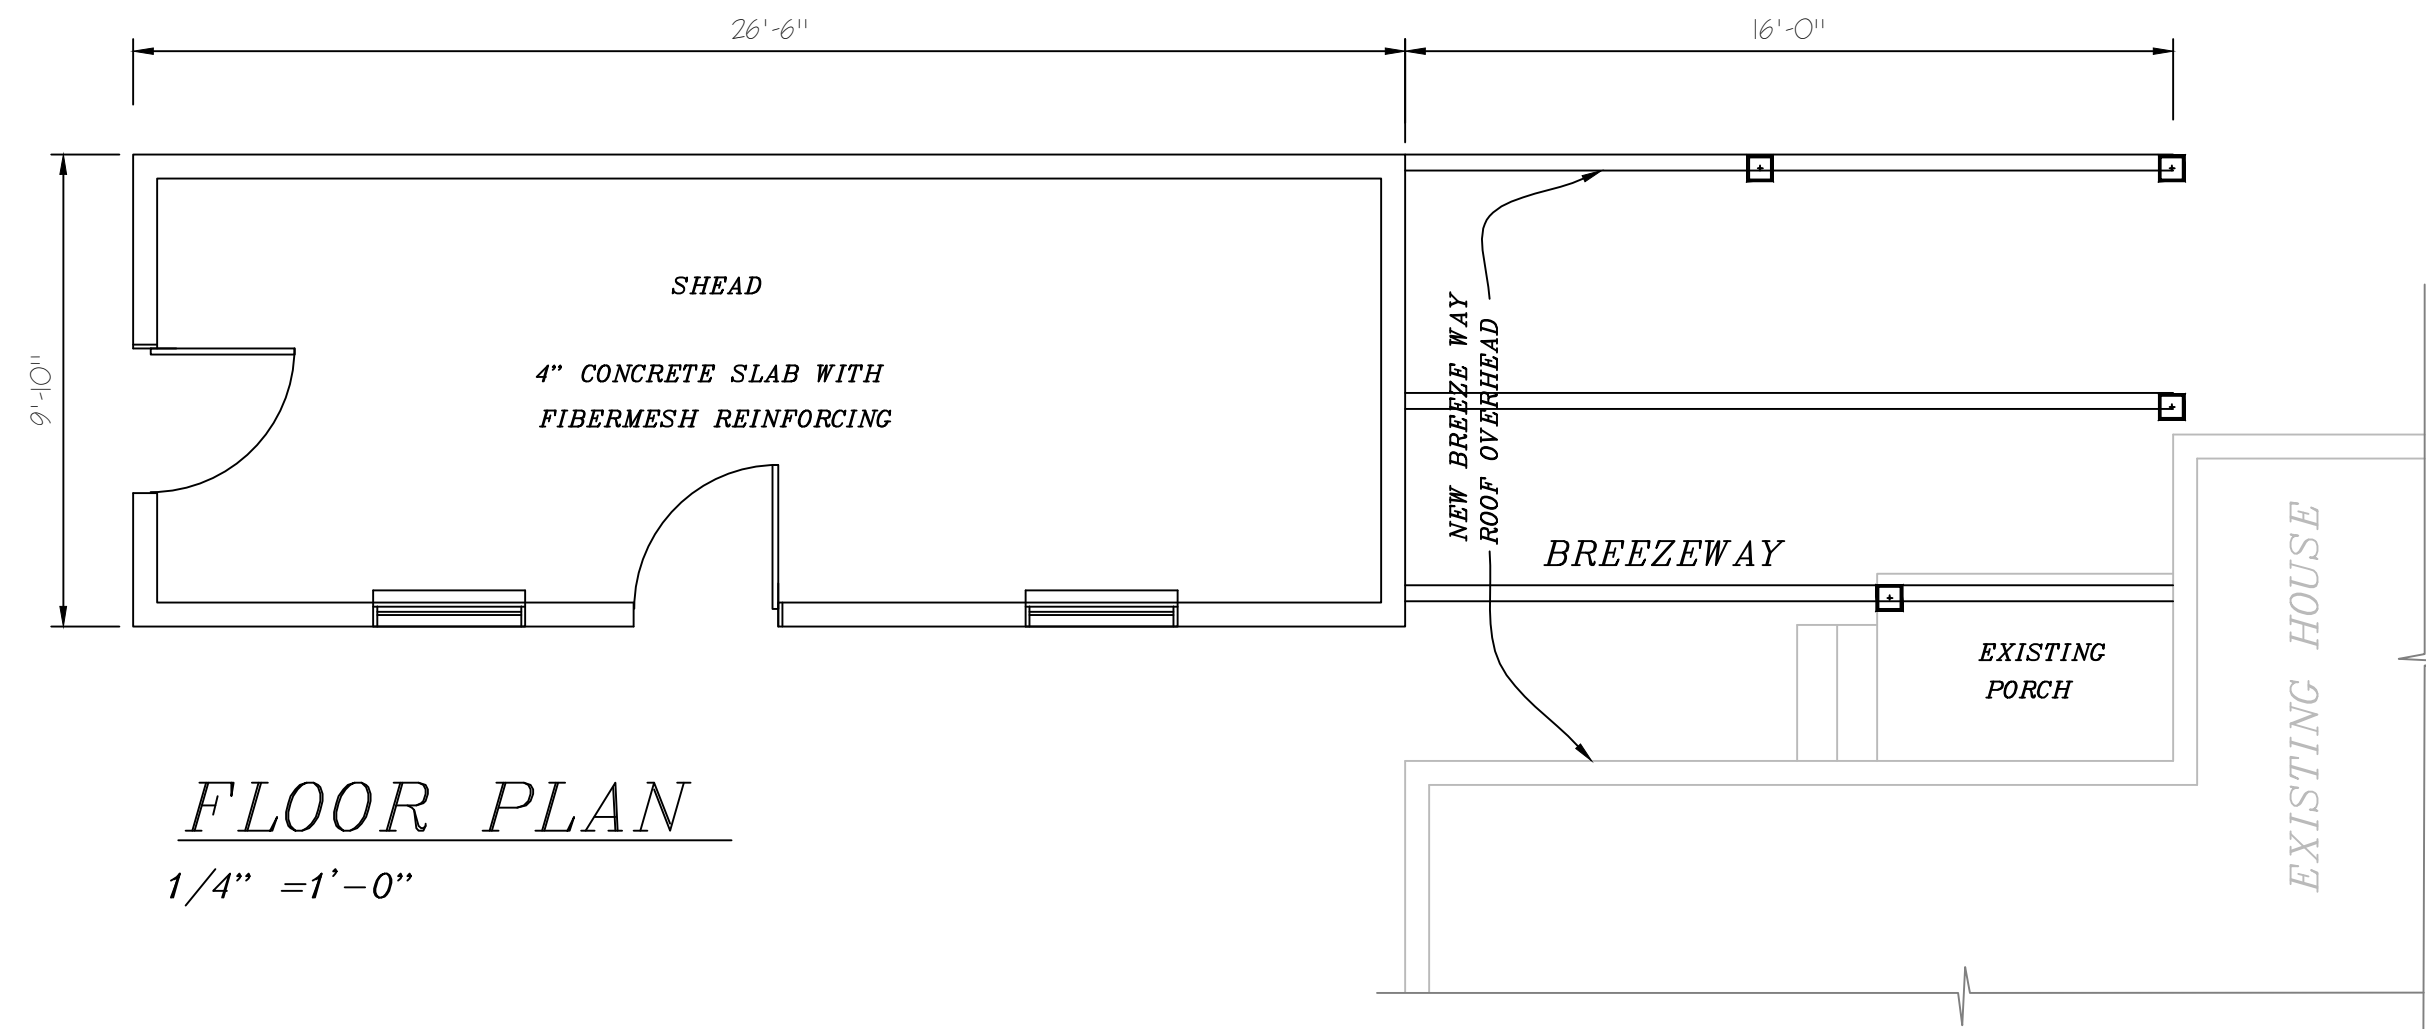 26'-6"
16'-0"
9'-10"
SHEAD
4" CONCRETE SLAB WITH
FIBERMESH REINFORCING
NEW BREEZE WAY
ROOF OVERHEAD
BREEZEWAY
EXISTING
PORCH
EXISTING HOUSE
FLOOR PLAN
1/4" =1'-0"